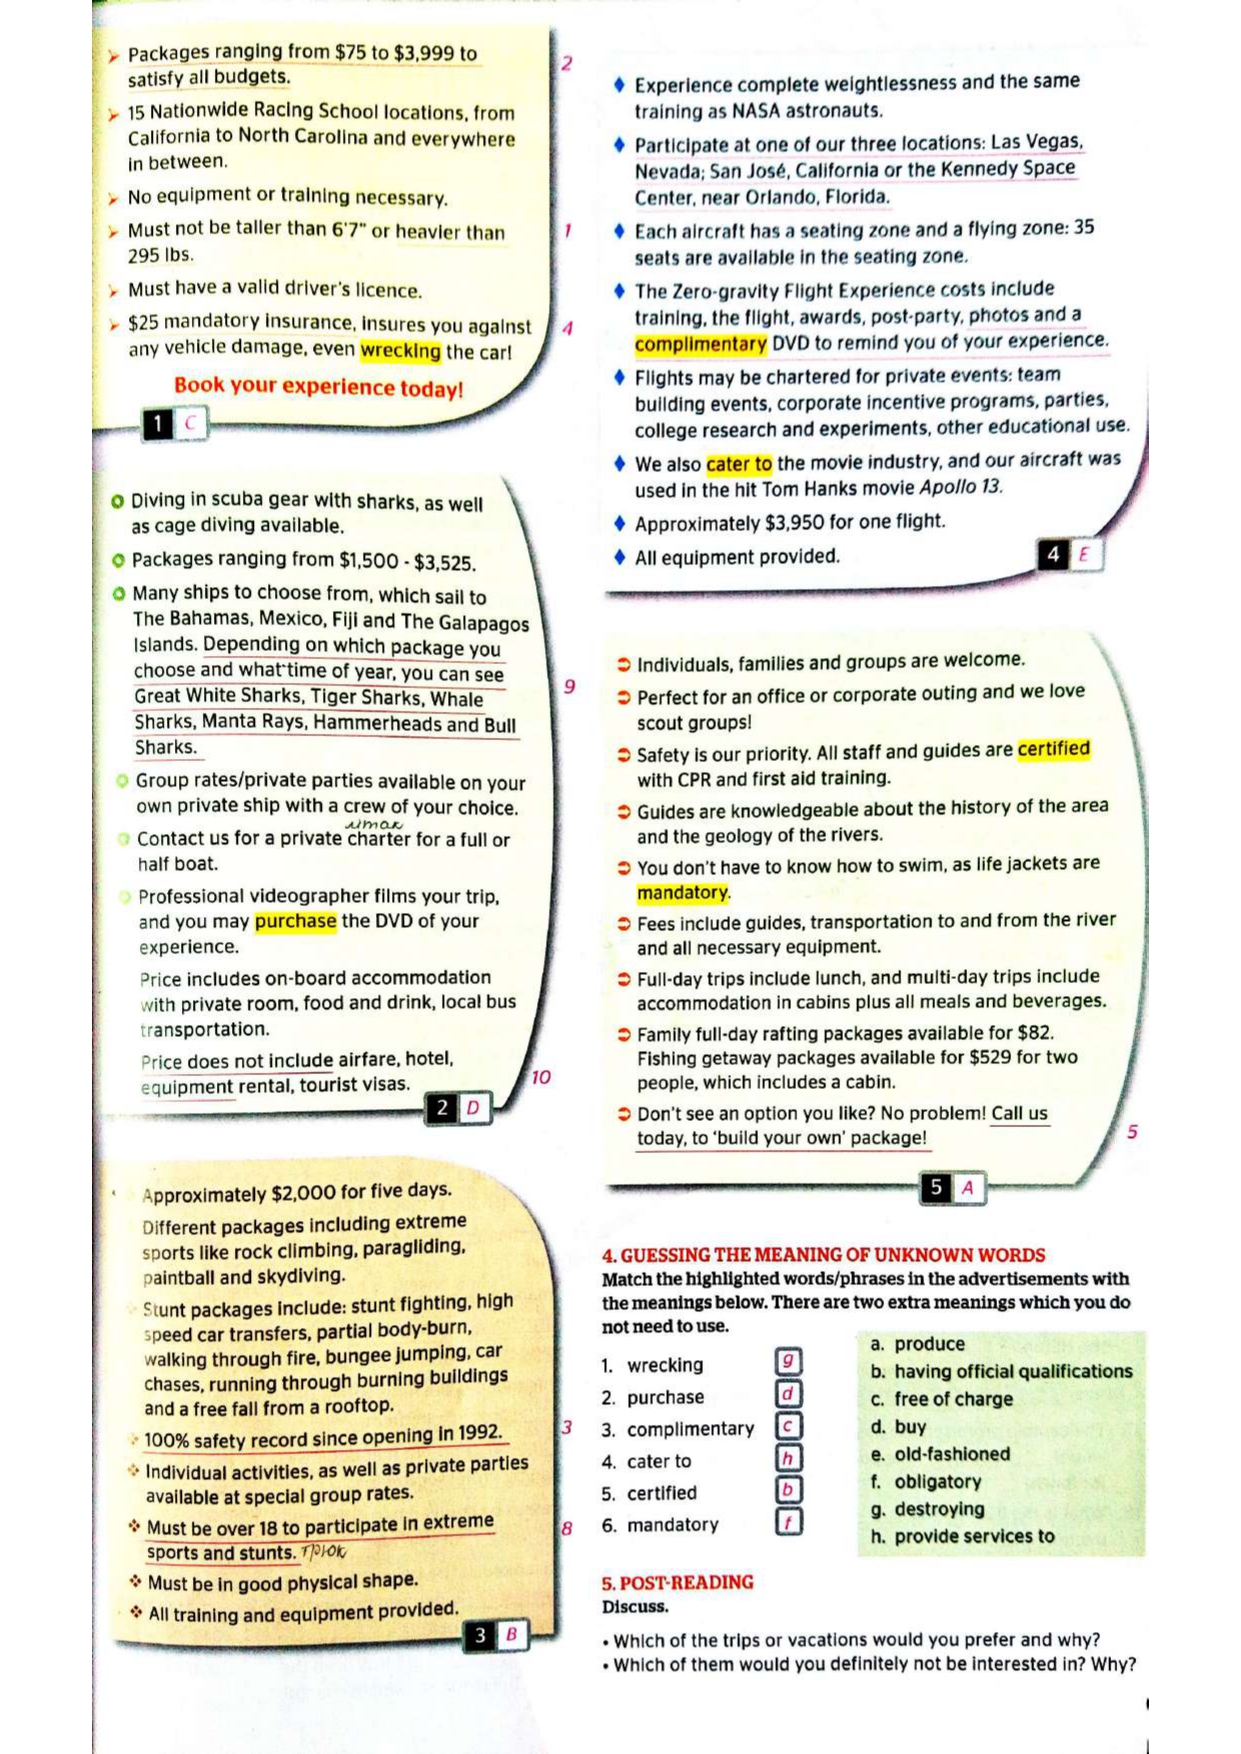 Packages ranging from $75 to $3,999 to
satisfy all budgets.
2
15 Nationwide Racing School locations, from
California to North Carolina and everywhere
in between.
No equipment or training necessary.
Must not be taller than 6'7" or heavier than
295 lbs.
1
Must have a valid driver's licence.
$25 mandatory insurance, insures you against
any vehicle damage, even wrecking the car!
4
Book your experience today!
1 C
Diving in scuba gear with sharks, as well
as cage diving available.
Packages ranging from $1,500 - $3,525.
Many ships to choose from, which sail to
The Bahamas, Mexico, Fiji and The Galapagos
Islands. Depending on which package you
choose and what time of year, you can see
Great White Sharks, Tiger Sharks, Whale
Sharks, Manta Rays, Hammerheads and Bull
Sharks.
9
Group rates/private parties available on your
own private ship with a crew of your choice.
Contact us for a private charter for a full or
half boat.
Professional videographer films your trip,
and you may purchase the DVD of your
experience.
Price includes on-board accommodation
with private room, food and drink, local bus
transportation.
Price does not include airfare, hotel,
equipment rental, tourist visas.
10
2 D
Approximately $2,000 for five days.
Different packages including extreme
sports like rock climbing, paragliding,
paintball and skydiving.
Stunt packages include: stunt fighting, high
speed car transfers, partial body-burn,
walking through fire, bungee jumping, car
chases, running through burning buildings
and a free fall from a rooftop.
100% safety record since opening in 1992.
3
Individual activities, as well as private parties
available at special group rates.
Must be over 18 to participate in extreme
sports and stunts. трюк
8
Must be in good physical shape.
All training and equipment provided.
3 B
Experience complete weightlessness and the same
training as NASA astronauts.
Participate at one of our three locations: Las Vegas,
Nevada; San José, California or the Kennedy Space
Center, near Orlando, Florida.
Each aircraft has a seating zone and a flying zone: 35
seats are available in the seating zone.
The Zero-gravity Flight Experience costs include
training, the flight, awards, post-party, photos and a
complimentary DVD to remind you of your experience.
Flights may be chartered for private events: team
building events, corporate incentive programs, parties,
college research and experiments, other educational use.
We also cater to the movie industry, and our aircraft was
used in the hit Tom Hanks movie Apollo 13.
Approximately $3,950 for one flight.
All equipment provided.
4 E
Individuals, families and groups are welcome.
Perfect for an office or corporate outing and we love
scout groups!
Safety is our priority. All staff and guides are certified
with CPR and first aid training.
Guides are knowledgeable about the history of the area
and the geology of the rivers.
You don't have to know how to swim, as life jackets are
mandatory.
Fees include guides, transportation to and from the river
and all necessary equipment.
Full-day trips include lunch, and multi-day trips include
accommodation in cabins plus all meals and beverages.
Family full-day rafting packages available for $82.
Fishing getaway packages available for $529 for two
people, which includes a cabin.
Don't see an option you like? No problem! Call us
today, to 'build your own' package!
5
5 A
4. GUESSING THE MEANING OF UNKNOWN WORDS
Match the highlighted words/phrases in the advertisements with
the meanings below. There are two extra meanings which you do
not need to use.
1. wrecking g
2. purchase d
3. complimentary c
4. cater to h
5. certified b
6. mandatory f
a. produce
b. having official qualifications
c. free of charge
d. buy
e. old-fashioned
f. obligatory
g. destroying
h. provide services to
5. POST-READING
Discuss.
• Which of the trips or vacations would you prefer and why?
• Which of them would you definitely not be interested in? Why?